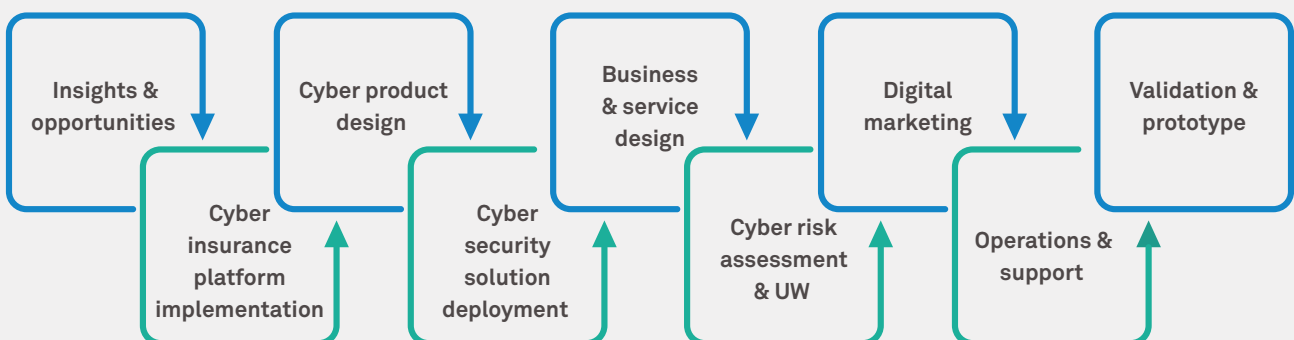 Insights &
opportunities
Cyber
insurance
platform
implementation
Cyber product
design
Cyber
security
solution
deployment
Business
& service
design
Cyber risk
assessment
& UW
Digital
marketing
Operations &
support
Validation &
prototype